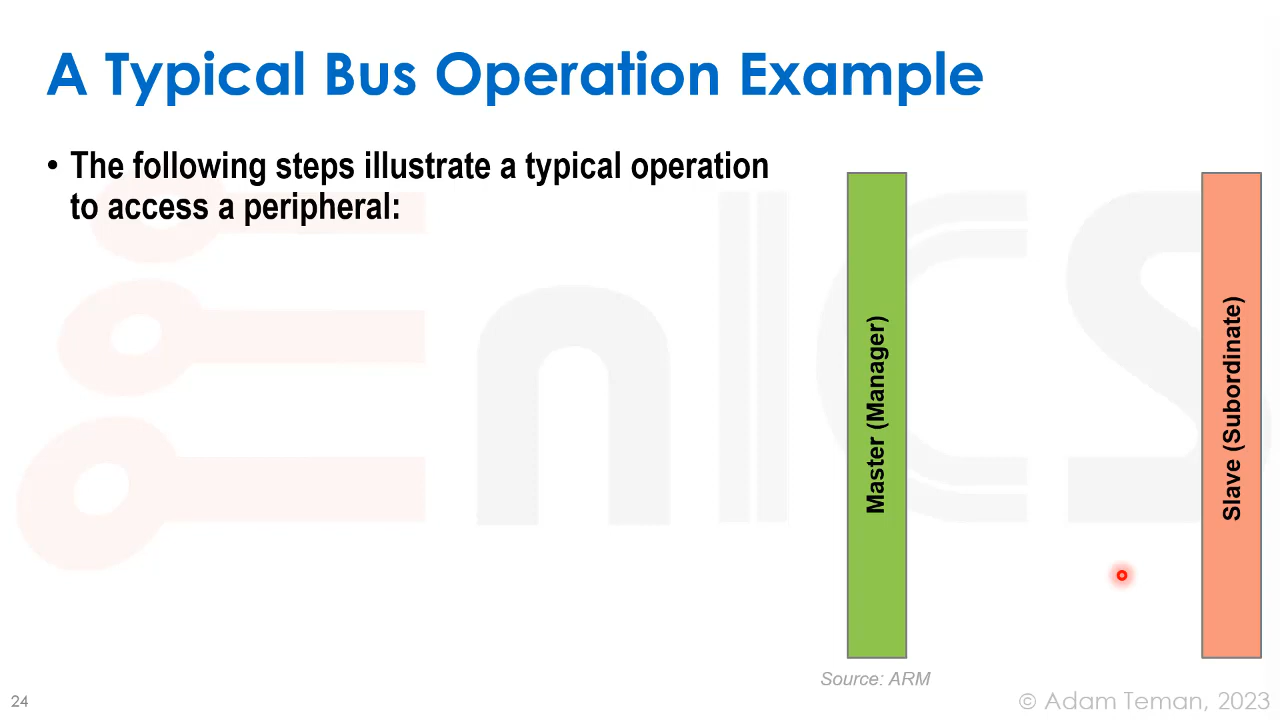 A Typical Bus Operation Example
• The following steps illustrate a typical operation
to access a peripheral:
Master (Manager)
Slave (Subordinate)
EnICS
Source: ARM
24
© Adam Teman, 2023